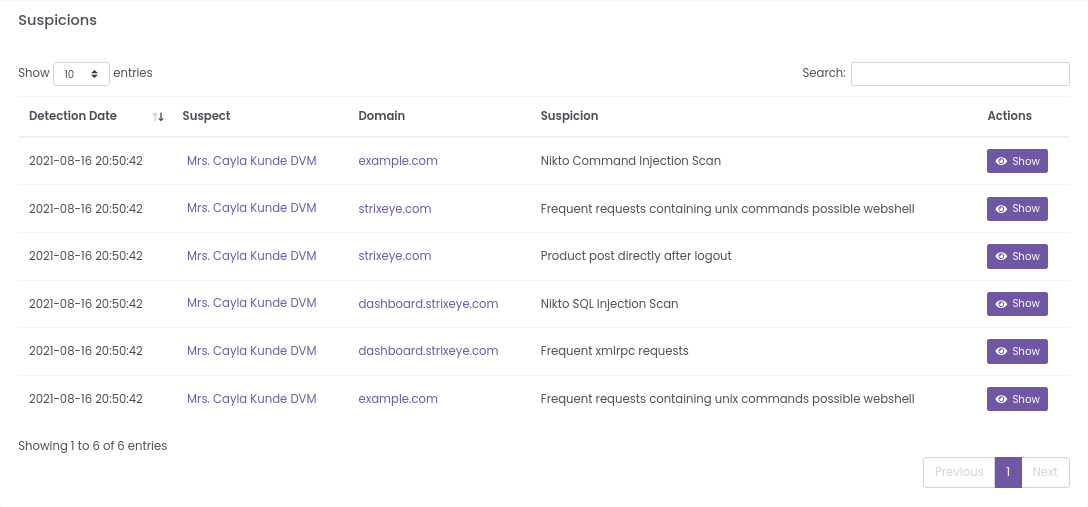 Suspicions
Show 10 entries Search:
Detection Date Suspect Domain Suspicion Actions
2021-08-16 20:50:42 Mrs. Cayla Kunde DVM example.com Nikto Command Injection Scan Show
2021-08-16 20:50:42 Mrs. Cayla Kunde DVM strixeye.com Frequent requests containing unix commands possible webshell Show
2021-08-16 20:50:42 Mrs. Cayla Kunde DVM strixeye.com Product post directly after logout Show
2021-08-16 20:50:42 Mrs. Cayla Kunde DVM dashboard.strixeye.com Nikto SQL Injection Scan Show
2021-08-16 20:50:42 Mrs. Cayla Kunde DVM dashboard.strixeye.com Frequent xmlrpc requests Show
2021-08-16 20:50:42 Mrs. Cayla Kunde DVM example.com Frequent requests containing unix commands possible webshell Show
Showing 1 to 6 of 6 entries
Previous 1 Next